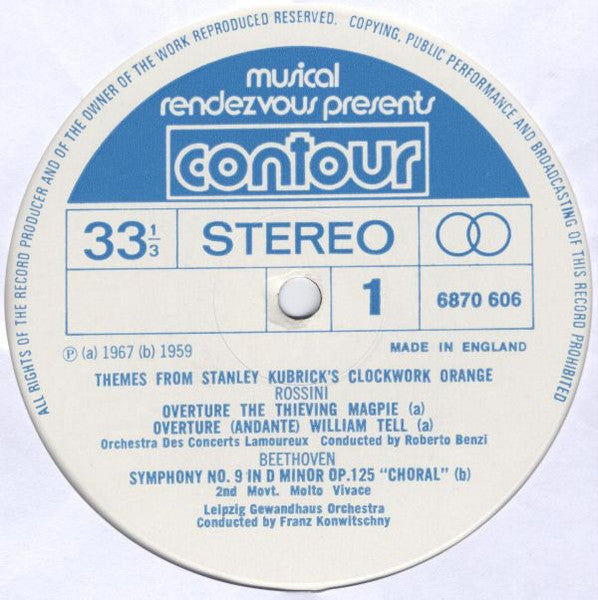 ALL RIGHTS OF THE RECORD PRODUCER AND OF THE OWNER OF THE WORK REPRODUCED RESERVED. COPYING, PUBLIC PERFORMANCE AND BROADCASTING OF THIS RECORD PROHIBITED
musical
rendezvous presents
contour
33 1/3 STEREO
1 6870 606
℗ (a) 1967 (b) 1959 MADE IN ENGLAND
THEMES FROM STANLEY KUBRICK'S CLOCKWORK ORANGE
ROSSINI
OVERTURE THE THIEVING MAGPIE (a)
OVERTURE (ANDANTE) WILLIAM TELL (a)
Orchestra Des Concerts Lamoureux Conducted by Roberto Benzi
BEETHOVEN
SYMPHONY NO. 9 IN D MINOR OP.125 "CHORAL" (b)
2nd Movt. Molto Vivace
Leipzig Gewandhaus Orchestra
Conducted by Franz Konwitschny